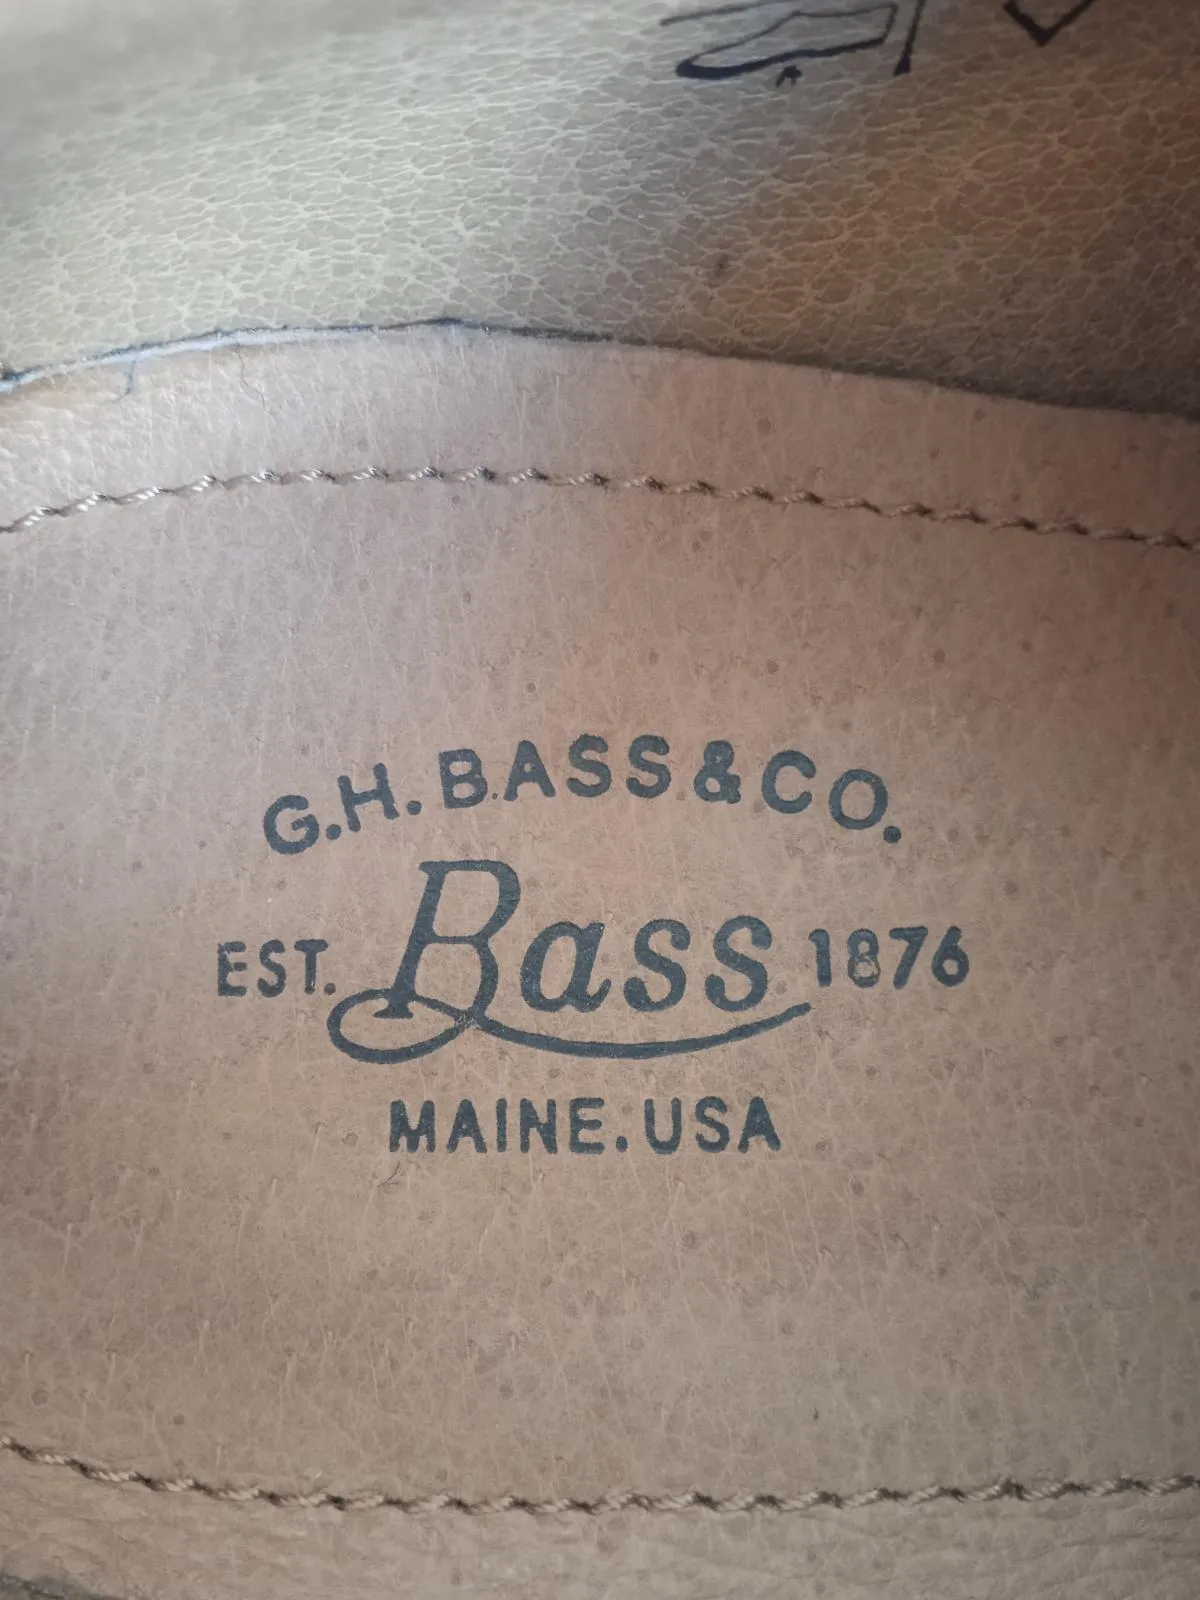 G.H. BASS & CO.
EST. Bass 1876
MAINE. USA